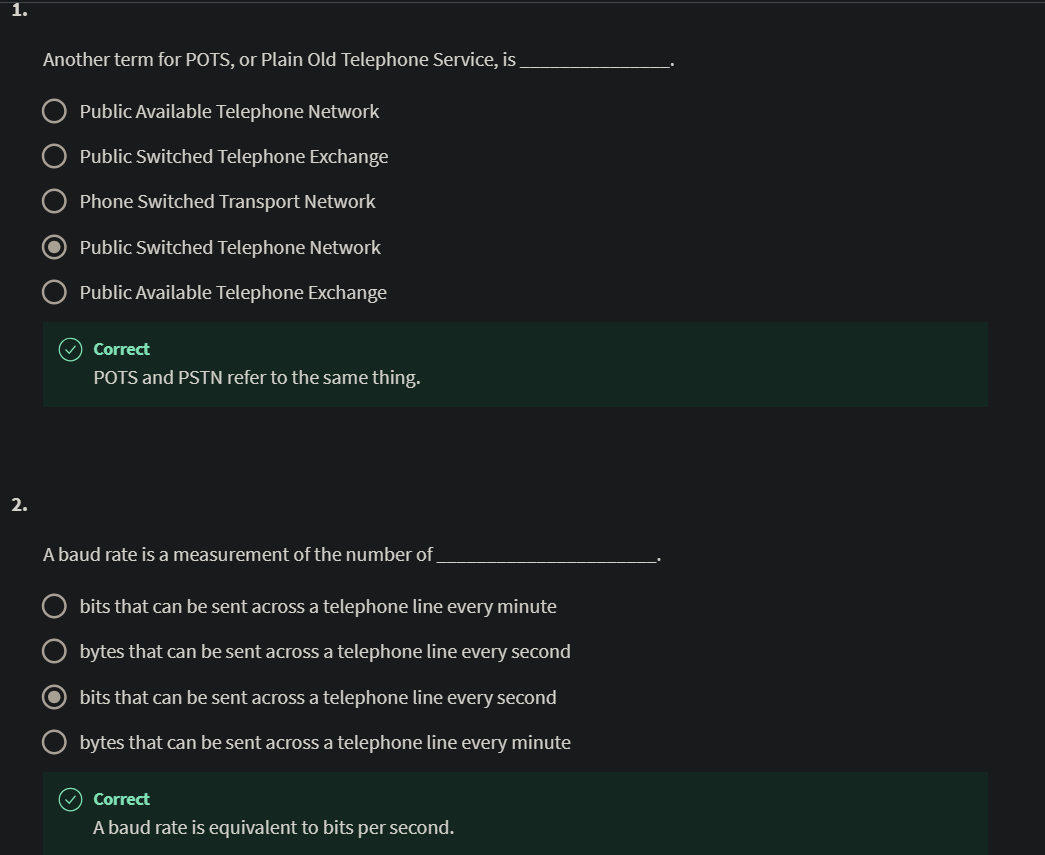 1.
Another term for POTS, or Plain Old Telephone Service, is _______________.
Public Available Telephone Network
Public Switched Telephone Exchange
Phone Switched Transport Network
Public Switched Telephone Network
Public Available Telephone Exchange
Correct
POTS and PSTN refer to the same thing.
2.
A baud rate is a measurement of the number of ______________________.
bits that can be sent across a telephone line every minute
bytes that can be sent across a telephone line every second
bits that can be sent across a telephone line every second
bytes that can be sent across a telephone line every minute
Correct
A baud rate is equivalent to bits per second.